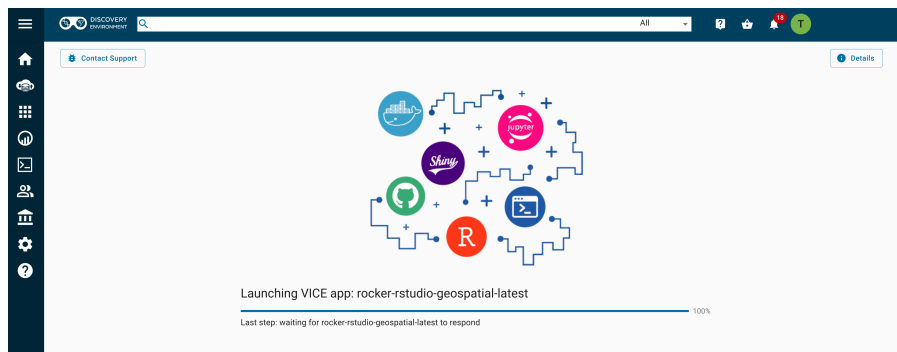 DISCOVERY
ENVIRONMENT
All
18
T
Contact Support
Details
jupyter
Shiny
R
Launching VICE app: rocker-rstudio-geospatial-latest
100%
Last step: waiting for rocker-rstudio-geospatial-latest to respond